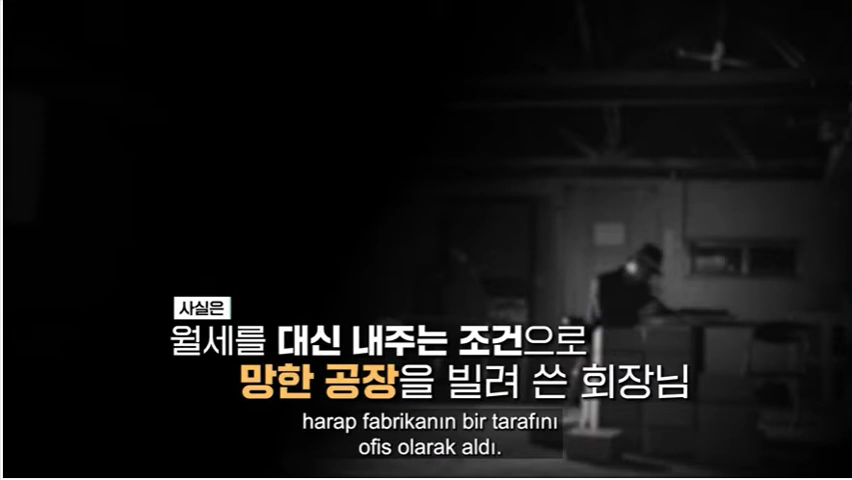 사실은
월세를 대신 내주는 조건으로
망한 공장을 빌려 쓴 회장님
harap fabrikanın bir tarafını
ofis olarak aldı.